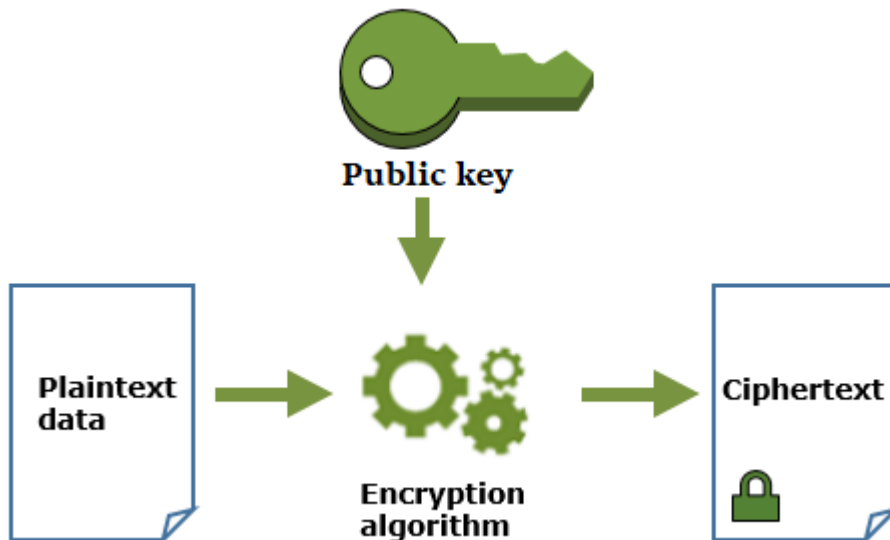 Public key
Plaintext
data
Encryption
algorithm
Ciphertext